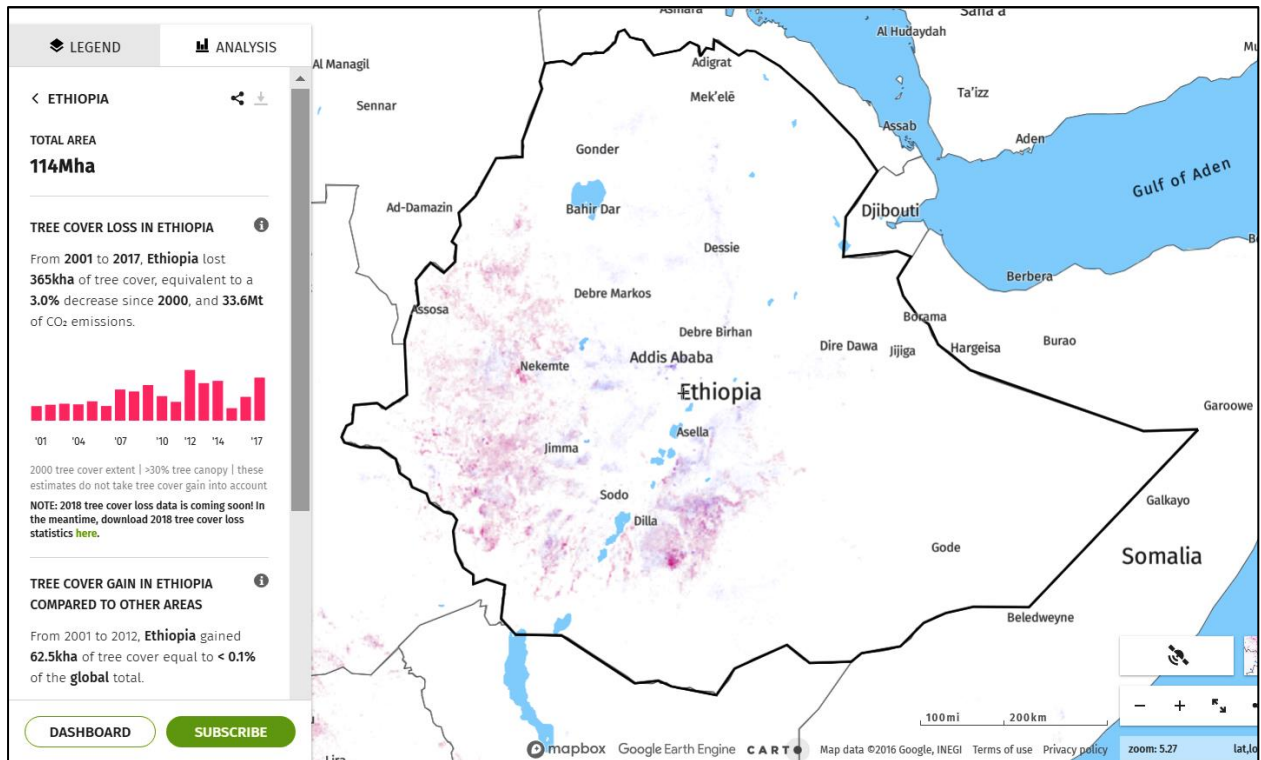 LEGEND
ANALYSIS
ETHIOPIA
TOTAL AREA
114Mha
TREE COVER LOSS IN ETHIOPIA
From 2001 to 2017, Ethiopia lost
365kha of tree cover, equivalent to a
3.0% decrease since 2000, and 33.6Mt
of CO₂ emissions.
'01 '04 '07 '10 '12 '14 '17
2000 tree cover extent | >30% tree canopy | these
estimates do not take tree cover gain into account
NOTE: 2018 tree cover loss data is coming soon! In
the meantime, download 2018 tree cover loss
statistics here.
TREE COVER GAIN IN ETHIOPIA
COMPARED TO OTHER AREAS
From 2001 to 2012, Ethiopia gained
62.5kha of tree cover equal to < 0.1%
of the global total.
DASHBOARD
SUBSCRIBE
Asmara
Sana'a
Al Hudaydah
Al Managil
Adigrat
Mek'elē
Ta'izz
Sennar
Assab
Aden
Gonder
Gulf of Aden
Ad-Damazin
Bahir Dar
Djibouti
Dessie
Berbera
Debre Markos
Assosa
Borama
Debre Birhan
Burao
Addis Ababa
Dire Dawa
Jijiga
Hargeisa
Nekemte
Ethiopia
Garoowe
Asella
Jimma
Sodo
Galkayo
Dilla
Gode
Somalia
Beledweyne
100mi
200km
mapbox
Google Earth Engine
CARTO
Map data ©2016 Google, INEGI
Terms of use
Privacy policy
zoom: 5.27
lat,lo
Lira